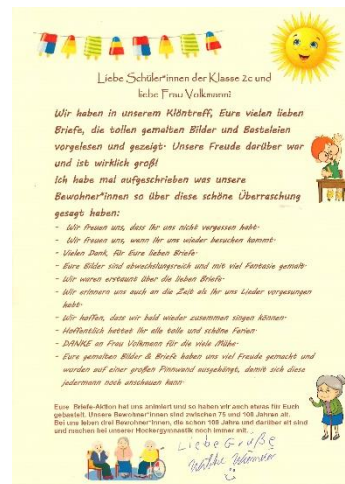 Liebe Schüler*innen der Klasse 2c und
liebe Frau Volkmann!
Wir haben in unserem Klöntreff, Eure vielen lieben
Briefe, die tollen gemalten Bilder und Basteleien
vorgelesen und gezeigt. Unsere Freude darüber war
und ist wirklich groß!
Ich habe mal aufgeschrieben was unsere
Bewohner*innen so über diese schöne Überraschung
gesagt haben:
- Wir freuen uns, dass Ihr uns nicht vergessen habt.
- Wir freuen uns, wenn Ihr uns wieder besuchen kommt.
- Vielen Dank, für Eure lieben Briefe.
- Eure Bilder sind abwechslungsreich und mit viel Fantasie gemalt.
- Wir waren erstaunt über die lieben Briefe.
- Wir erinnern uns auch an die Zeit als Ihr uns Lieder vorgesungen
habt.
- Wir hoffen, dass wir bald wieder zusammen singen können.
- Hoffentlich hattet Ihr alle tolle und schöne Ferien.
- DANKE an Frau Volkmann für die viele Mühe.
- Eure gemalten Bilder & Briefe haben uns viel Freude gemacht und
wurden auf einer großen Pinnwand ausgehängt, damit sich diese
jedermann noch anschauen kann.
Eure Briefe-Aktion hat uns animiert und so haben wir auch etwas für Euch
gebastelt. Unsere Bewohner*innen sind zwischen 75 und 108 Jahren alt.
Bei uns leben drei Bewohner*innen, die schon 108 Jahre und darüber alt sind
und machen bei unserer Hockergymnastik noch immer mit.
Liebe Grüße